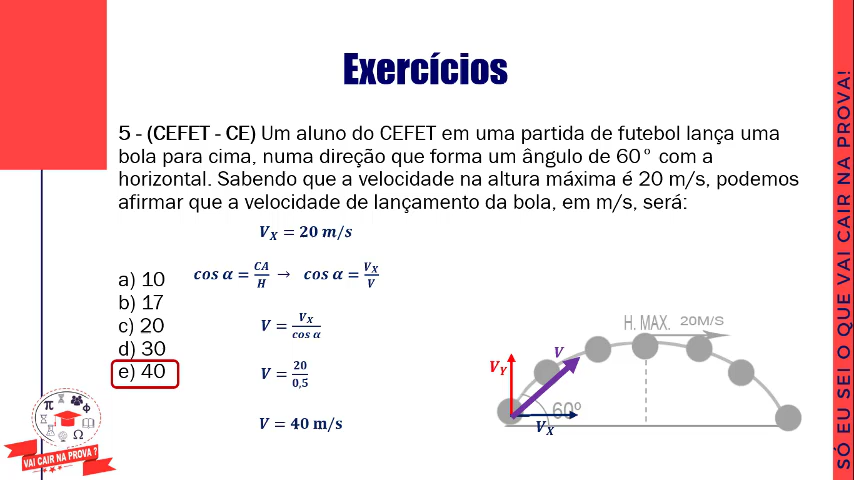 Exercícios
5 - (CEFET - CE) Um aluno do CEFET em uma partida de futebol lança uma
bola para cima, numa direção que forma um ângulo de 60° com a
horizontal. Sabendo que a velocidade na altura máxima é 20 m/s, podemos
afirmar que a velocidade de lançamento da bola, em m/s, será:
V_X = 20 m/s
a) 10
b) 17
c) 20
d) 30
e) 40
cos α = CA/H → cos α = V_X/V
V = V_X/cos α
V = 20/0,5
V = 40 m/s
H. MAX. 20M/S
V
V_Y
60º
V_X
π φ
Ω
VAI CAIR NA PROVA ?
SÓ EU SEI O QUE VAI CAIR NA PROVA!